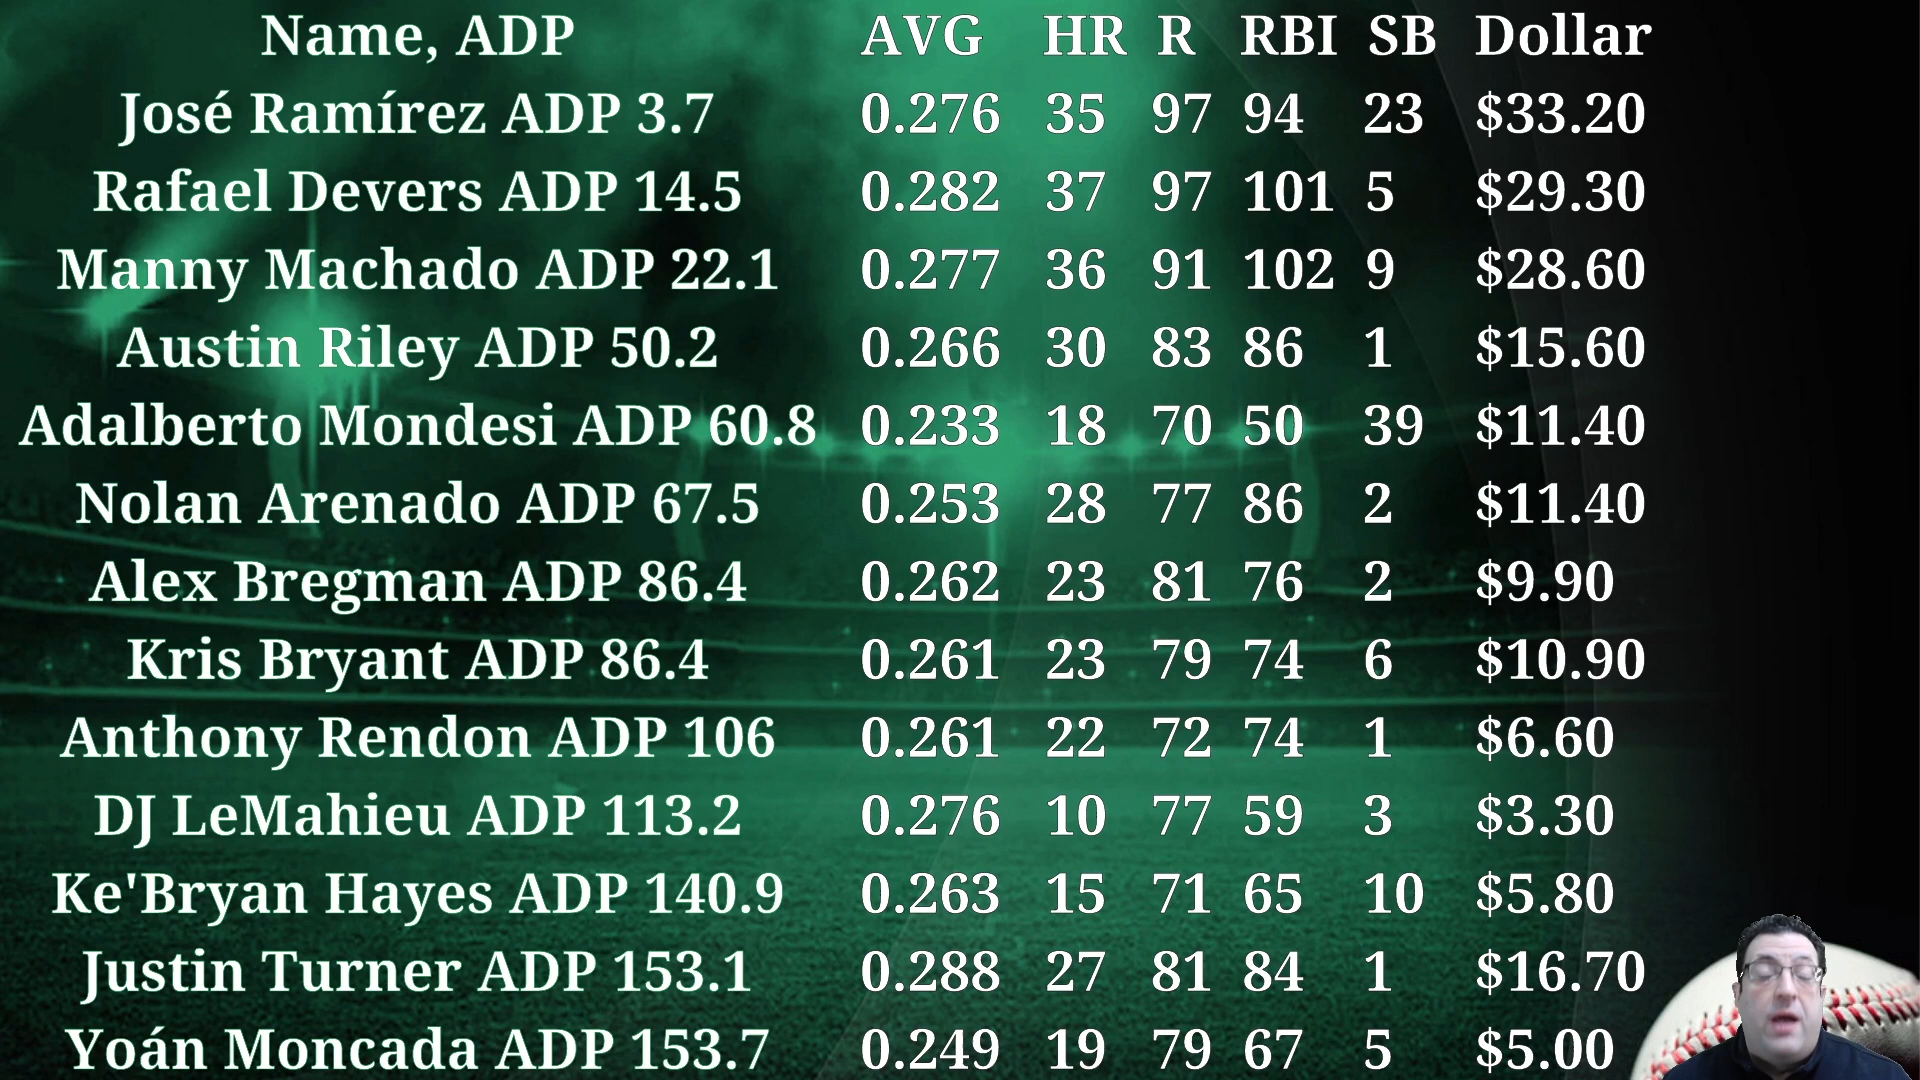 Name, ADP AVG HR R RBI SB Dollar
José Ramírez ADP 3.7 0.276 35 97 94 23 $33.20
Rafael Devers ADP 14.5 0.282 37 97 101 5 $29.30
Manny Machado ADP 22.1 0.277 36 91 102 9 $28.60
Austin Riley ADP 50.2 0.266 30 83 86 1 $15.60
Adalberto Mondesi ADP 60.8 0.233 18 70 50 39 $11.40
Nolan Arenado ADP 67.5 0.253 28 77 86 2 $11.40
Alex Bregman ADP 86.4 0.262 23 81 76 2 $9.90
Kris Bryant ADP 86.4 0.261 23 79 74 6 $10.90
Anthony Rendon ADP 106 0.261 22 72 74 1 $6.60
DJ LeMahieu ADP 113.2 0.276 10 77 59 3 $3.30
Ke'Bryan Hayes ADP 140.9 0.263 15 71 65 10 $5.80
Justin Turner ADP 153.1 0.288 27 81 84 1 $16.70
Yoán Moncada ADP 153.7 0.249 19 79 67 5 $5.00